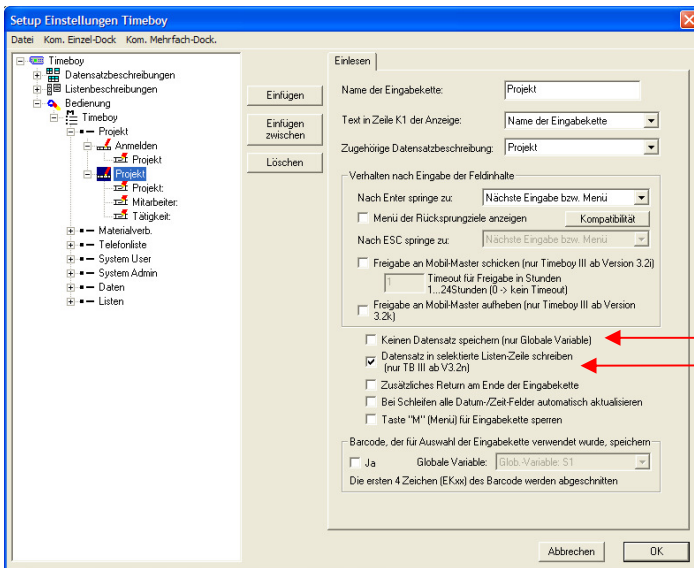 Setup Einstellungen Timeboy
Datei Kom. Einzel-Dock Kom. Mehrfach-Dock.
Timeboy
Datensatzbeschreibungen
Listenbeschreibungen
Bedienung
Timeboy
Projekt
Anmelden
Projekt
Projekt
Projekt:
Mitarbeiter:
Tätigkeit:
Materialverb.
Telefonliste
System User
System Admin
Daten
Listen
Einfügen
Einfügen
zwischen
Löschen
Einlesen
Name der Eingabekette: Projekt
Text in Zeile K1 der Anzeige: Name der Eingabekette
Zugehörige Datensatzbeschreibung: Projekt
Verhalten nach Eingabe der Feldinhalte
Nach Enter springe zu: Nächste Eingabe bzw. Menü
Menü der Rücksprungziele anzeigen Kompatibilität
Nach ESC springe zu: Nächste Eingabe bzw. Menü
Freigabe an Mobil-Master schicken (nur Timeboy III ab Version 3.2i)
1 Timeout für Freigabe in Stunden
1...24Stunden (0 -> kein Timeout)
Freigabe an Mobil-Master aufheben (nur Timeboy III ab Version
3.2k)
Keinen Datensatz speichern (nur Globale Variable)
Datensatz in selektierte Listen-Zeile schreiben
(nur TB III ab V3.2n)
Zusätzliches Return am Ende der Eingabekette
Bei Schleifen alle Datum-/Zeit-Felder automatisch aktualisieren
Taste "M" (Menü) für Eingabekette sperren
Barcode, der für Auswahl der Eingabekette verwendet wurde, speichern
Ja Globale Variable: Glob.-Variable: S1
Die ersten 4 Zeichen (EKxx) des Barcode werden abgeschnitten
Abbrechen OK